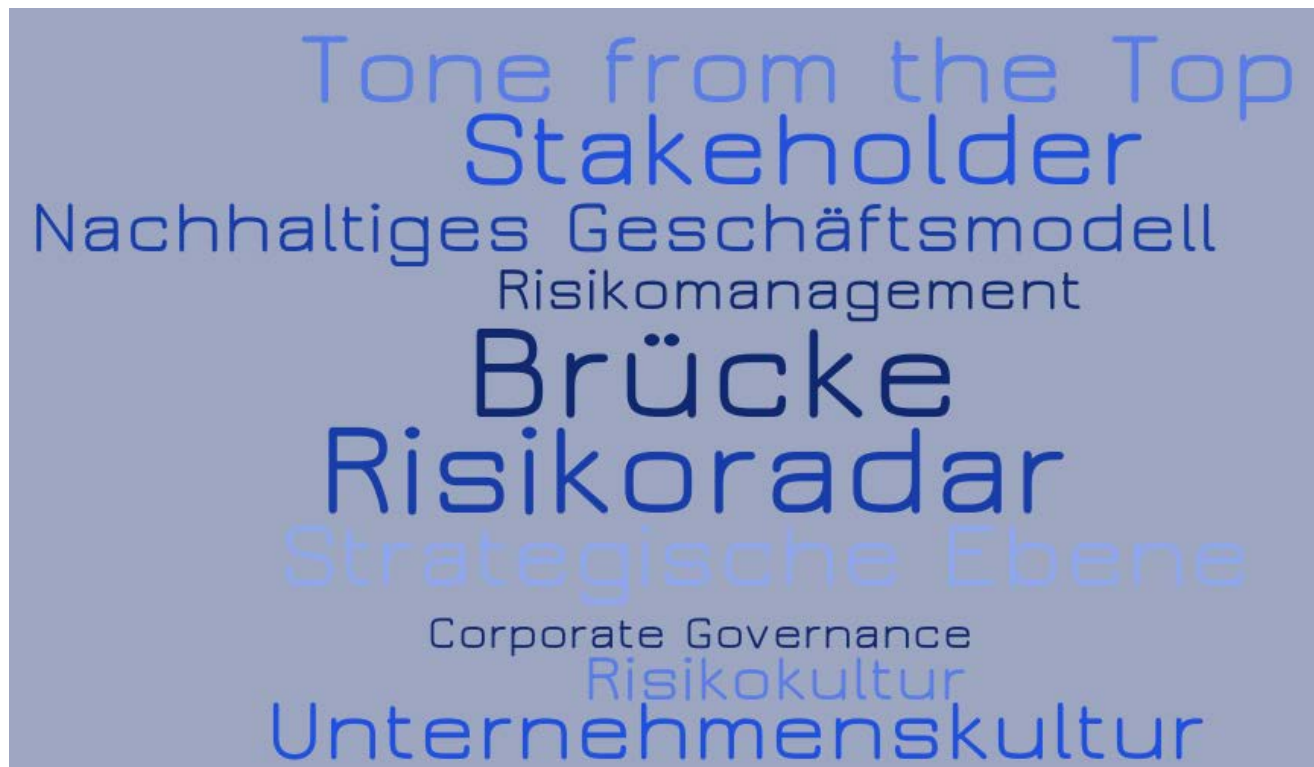 Tone from the Top
Stakeholder
Nachhaltiges Geschäftsmodell
Risikomanagement
Brücke
Risikoradar
Strategische Ebene
Corporate Governance
Risikokultur
Unternehmenskultur